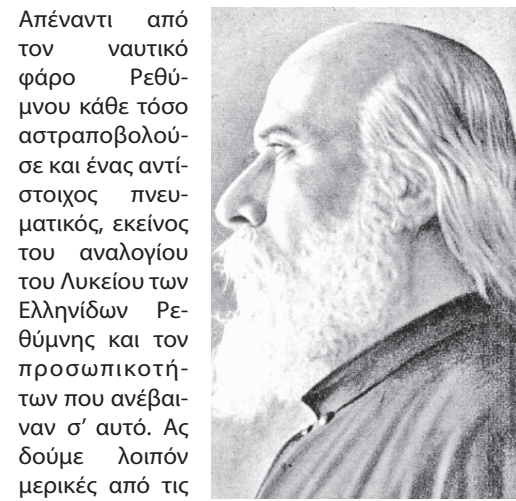 Απέναντι από
τον ναυτικό
φάρο Ρεθύ-
μνου κάθε τόσο
αστραποβολού-
σε και ένας αντί-
στοιχος πνευ-
ματικός, εκείνος
του αναλογίου
του Λυκείου των
Ελληνίδων Ρε-
θύμνης και τον
προσωπικοτή-
των που ανέβαι-
ναν σ’ αυτό. Ας
δούμε λοιπόν
μερικές από τις